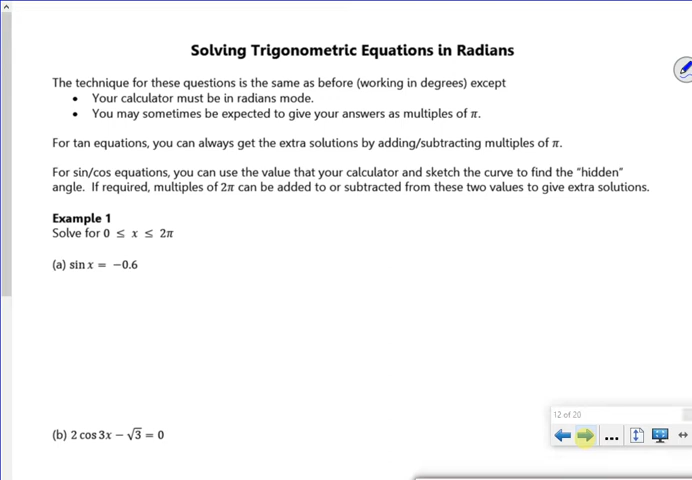 Solving Trigonometric Equations in Radians
The technique for these questions is the same as before (working in degrees) except
• Your calculator must be in radians mode.
• You may sometimes be expected to give your answers as multiples of π.
For tan equations, you can always get the extra solutions by adding/subtracting multiples of π.
For sin/cos equations, you can use the value that your calculator and sketch the curve to find the “hidden”
angle. If required, multiples of 2π can be added to or subtracted from these two values to give extra solutions.
Example 1
Solve for 0 ≤ x ≤ 2π
(a) sin x = −0.6
(b) 2 cos 3x − √3 = 0
12 of 20